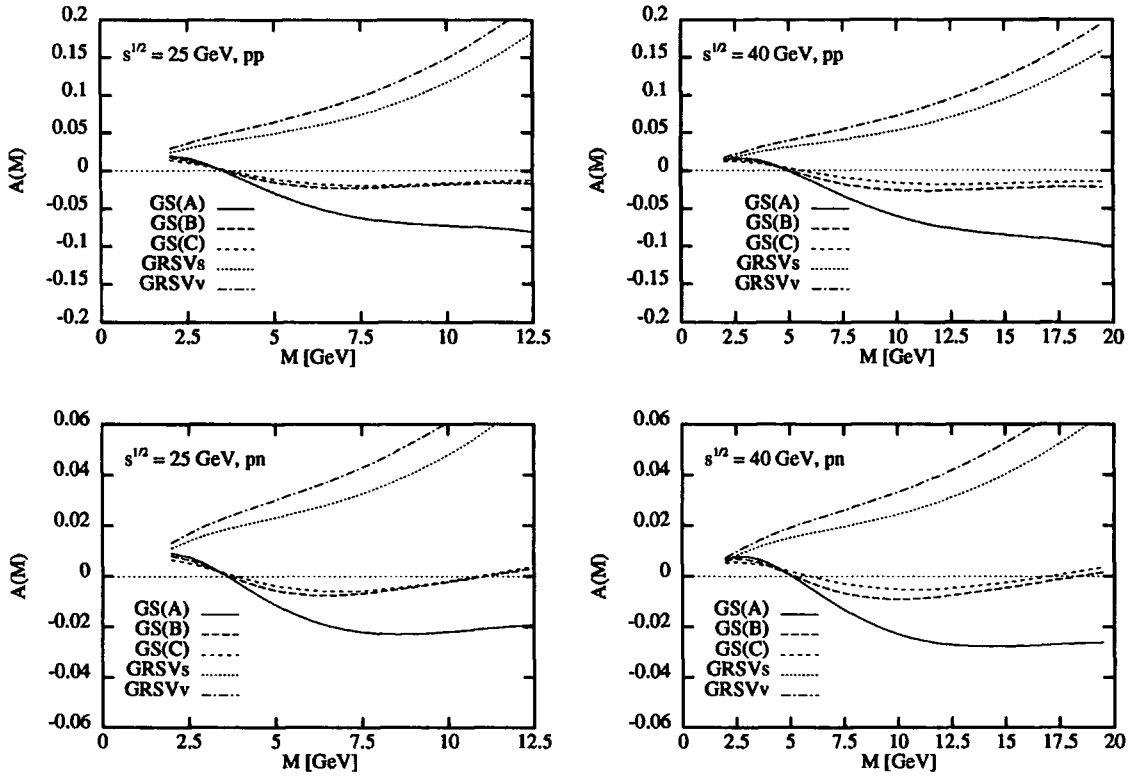 s^{1/2} = 25 GeV, pp
A(M)
0.2
0.15
0.1
0.05
0
-0.05
-0.1
-0.2
GS(A)
GS(B)
GS(C)
GRSVs
GRSVv
0 2.5 5 7.5 10 12.5
M [GeV]
s^{1/2} = 40 GeV, pp
A(M)
0.2
0.15
0.1
0.05
0
-0.05
-0.1
-0.2
GS(A)
GS(B)
GS(C)
GRSVs
GRSVv
0 2.5 5 7.5 10 12.5 15 17.5 20
M [GeV]
s^{1/2} = 25 GeV, pn
A(M)
0.06
0.04
0.02
0
-0.02
-0.04
-0.06
GS(A)
GS(B)
GS(C)
GRSVs
GRSVv
0 2.5 5 7.5 10 12.5
M [GeV]
s^{1/2} = 40 GeV, pn
A(M)
0.06
0.04
0.02
0
-0.02
-0.04
-0.06
GS(A)
GS(B)
GS(C)
GRSVs
GRSVv
0 2.5 5 7.5 10 12.5 15 17.5 20
M [GeV]